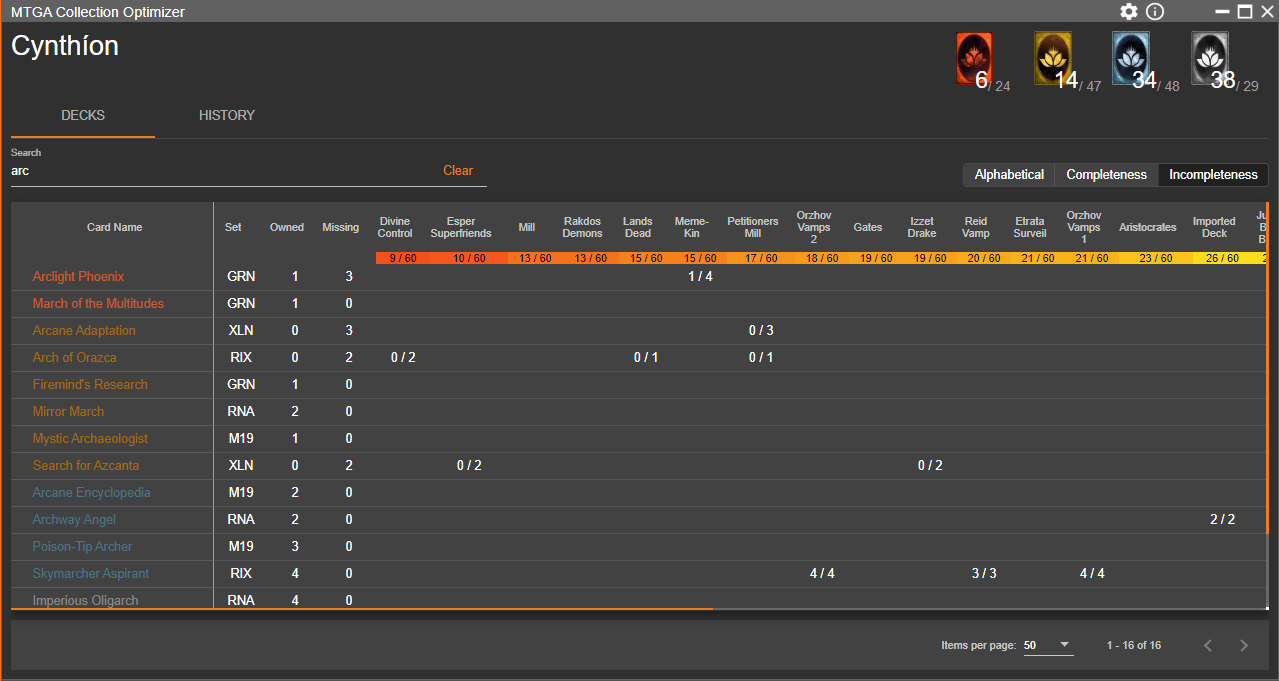 MTGA Collection Optimizer
Cynthíon
6 / 24
14 / 47
34 / 48
38 / 29
DECKS HISTORY
Search
arc Clear
Alphabetical Completeness Incompleteness
Card Name Set Owned Missing Divine Control Esper Superfriends Mill Rakdos Demons Lands Dead Meme-Kin Petitioners Mill Orzhov Vamps 2 Gates Izzet Drake Reid Vamp Etrata Surveil Orzhov Vamps 1 Aristocrates Imported Deck
9 / 60 10 / 60 13 / 60 13 / 60 15 / 60 15 / 60 17 / 60 18 / 60 19 / 60 19 / 60 20 / 60 21 / 60 21 / 60 23 / 60 26 / 60
Arclight Phoenix GRN 1 3 1 / 4
March of the Multitudes GRN 1 0
Arcane Adaptation XLN 0 3 0 / 3
Arch of Orazca RIX 0 2 0 / 2 0 / 1 0 / 1
Firemind's Research GRN 1 0
Mirror March RNA 2 0
Mystic Archaeologist M19 1 0
Search for Azcanta XLN 0 2 0 / 2 0 / 2
Arcane Encyclopedia M19 2 0
Archway Angel RNA 2 0 2 / 2
Poison-Tip Archer M19 3 0
Skymarcher Aspirant RIX 4 0 4 / 4 3 / 3 4 / 4
Imperious Oligarch RNA 4 0
Items per page: 50 1 - 16 of 16